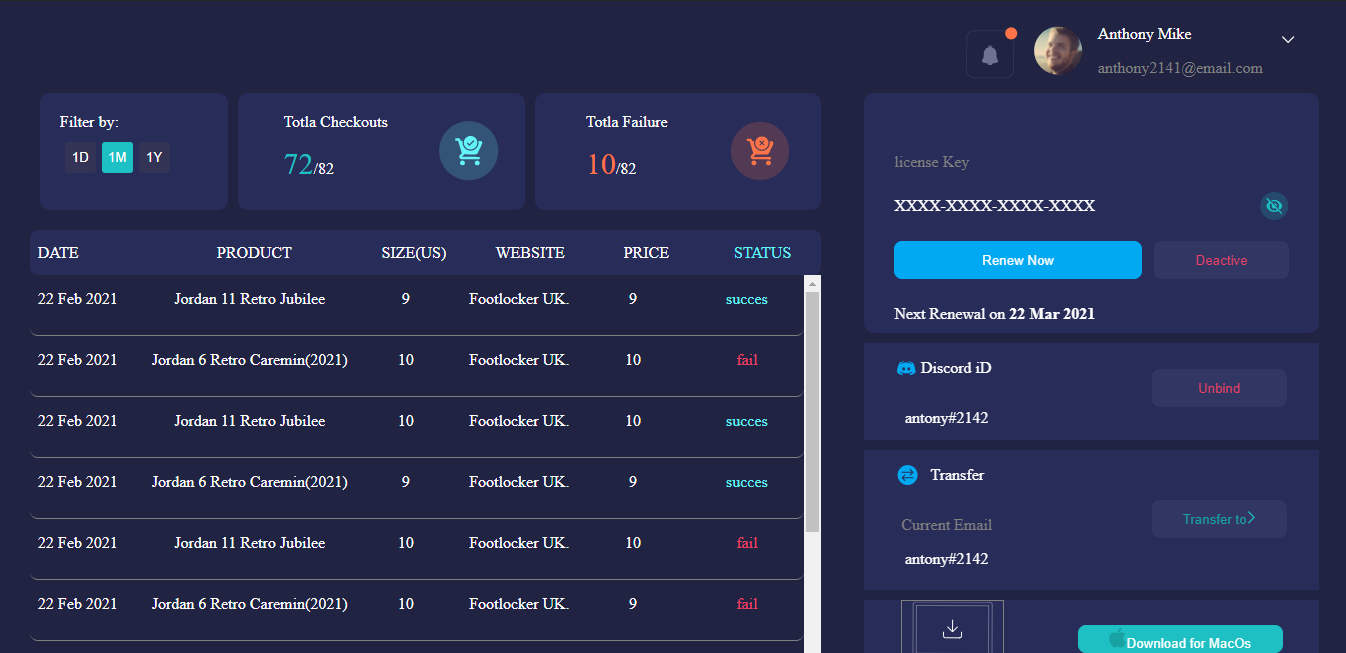 Anthony Mike
anthony2141@email.com
Filter by:
1D 1M 1Y
Totla Checkouts
72/82
Totla Failure
10/82
DATE PRODUCT SIZE(US) WEBSITE PRICE STATUS
22 Feb 2021 Jordan 11 Retro Jubilee 9 Footlocker UK. 9 succes
22 Feb 2021 Jordan 6 Retro Caremin(2021) 10 Footlocker UK. 10 fail
22 Feb 2021 Jordan 11 Retro Jubilee 10 Footlocker UK. 10 succes
22 Feb 2021 Jordan 6 Retro Caremin(2021) 9 Footlocker UK. 9 succes
22 Feb 2021 Jordan 11 Retro Jubilee 10 Footlocker UK. 10 fail
22 Feb 2021 Jordan 6 Retro Caremin(2021) 10 Footlocker UK. 9 fail
license Key
XXXX-XXXX-XXXX-XXXX
Renew Now Deactive
Next Renewal on 22 Mar 2021
Discord iD
Unbind
antony#2142
Transfer
Current Email
Transfer to
antony#2142
Download for MacOs